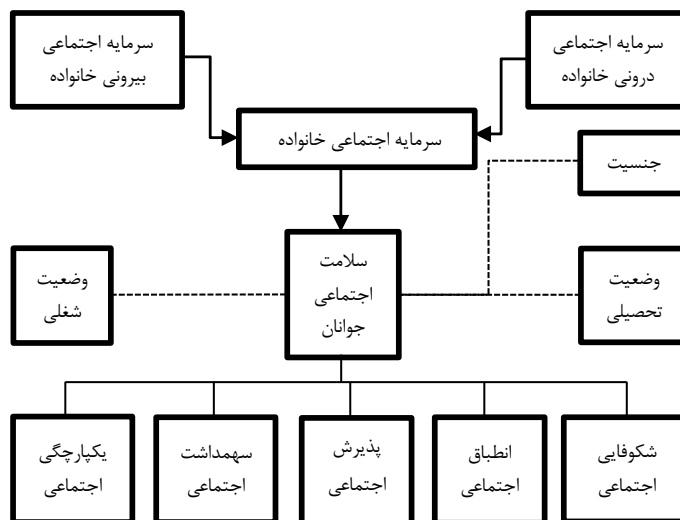 سرمایه اجتماعی
درونی خانواده
سرمایه اجتماعی
بیرونی خانواده
سرمایه اجتماعی خانواده
جنسیت
سلامت
اجتماعی
جوانان
وضعیت
تحصیلی
وضعیت
شغلی
شکوفایی
اجتماعی
انطباق
اجتماعی
پذیرش
اجتماعی
سهمداشت
اجتماعی
یکپارچگی
اجتماعی